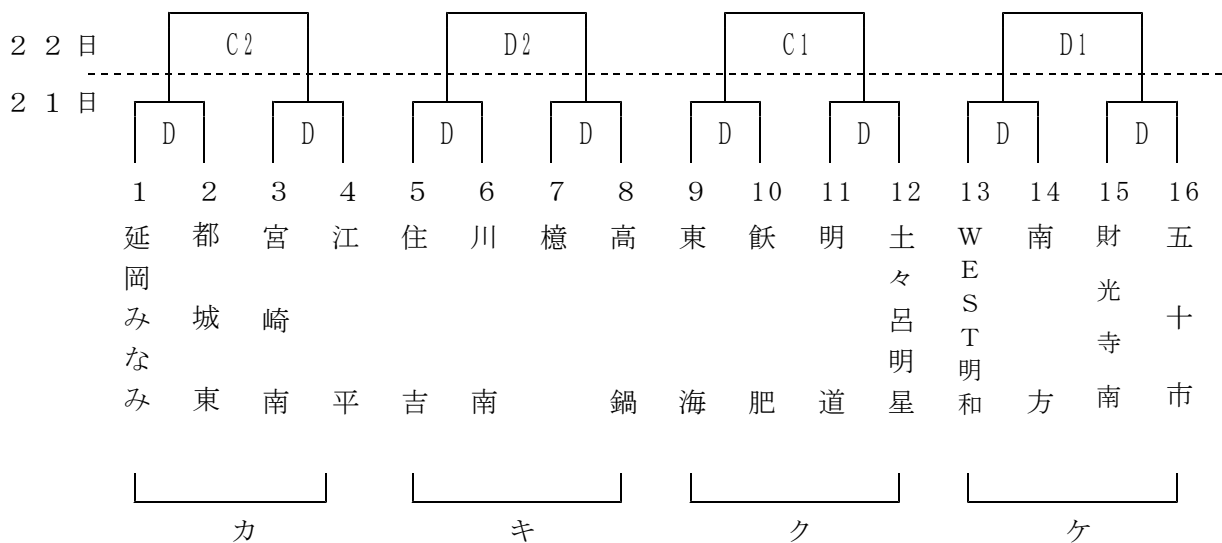 ２２日 C2 D2 C1 D1
２１日 D D D D D D D D
1 2 3 4 5 6 7 8 9 10 11 12 13 14 15 16
延岡みなみ
都城東
宮崎南
江平
住吉
川南
檍
高鍋
東海
飫肥
明道
土々呂明星
WEST明和
南方
財光寺南
五十市
カ キ ク ケ